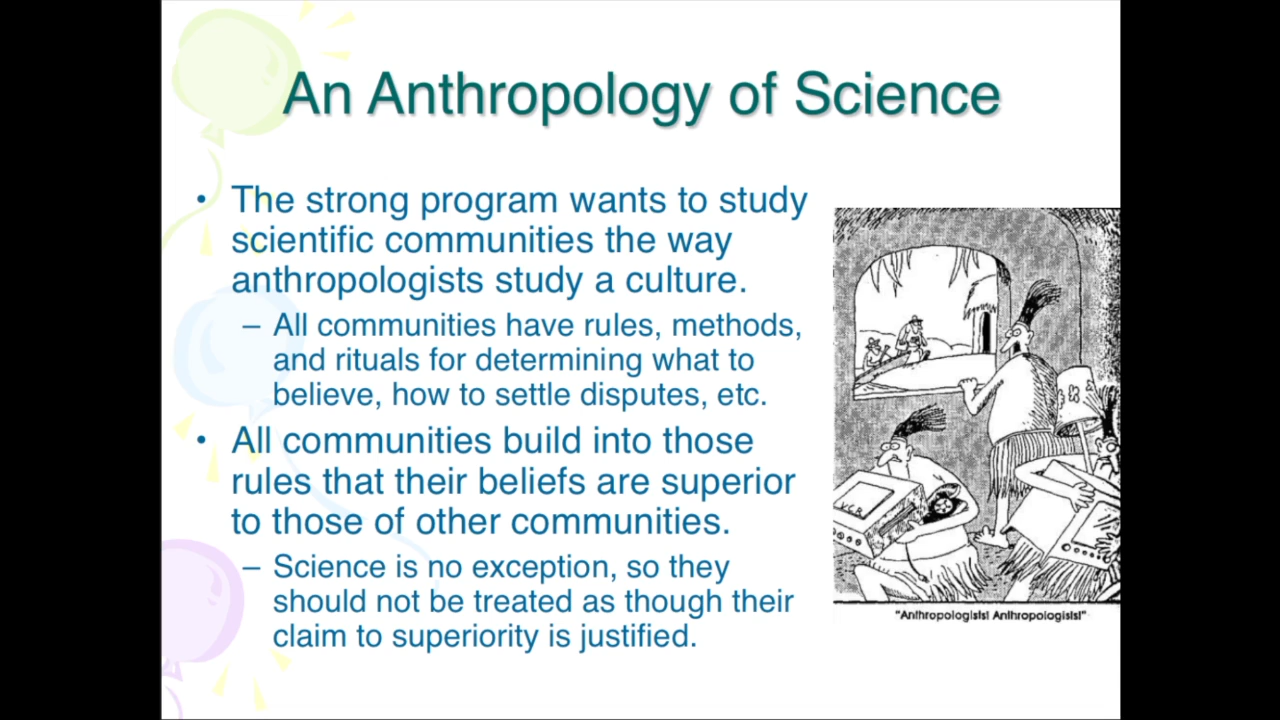 An Anthropology of Science
• The strong program wants to study
scientific communities the way
anthropologists study a culture.
– All communities have rules, methods,
and rituals for determining what to
believe, how to settle disputes, etc.
• All communities build into those
rules that their beliefs are superior
to those of other communities.
– Science is no exception, so they
should not be treated as though their
claim to superiority is justified.
V.C.R.
"Anthropologists! Anthropologists!"